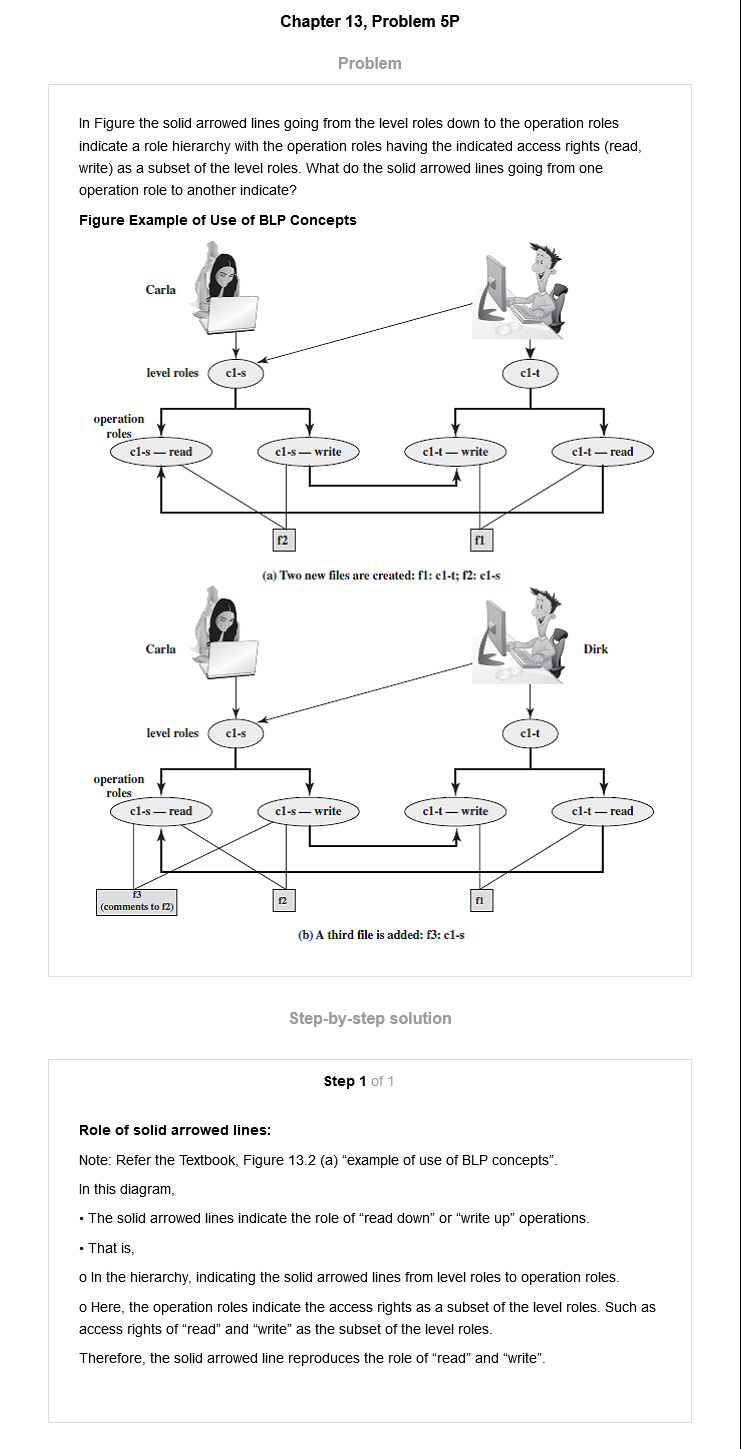 Chapter 13, Problem 5P
Problem
In Figure the solid arrowed lines going from the level roles down to the operation roles
indicate a role hierarchy with the operation roles having the indicated access rights (read,
write) as a subset of the level roles. What do the solid arrowed lines going from one
operation role to another indicate?
Figure Example of Use of BLP Concepts
Carla
level roles c1-s c1-t
operation
roles
c1-s — read c1-s — write c1-t — write c1-t — read
f2 f1
(a) Two new files are created: f1: c1-t; f2: c1-s
Carla Dirk
level roles c1-s c1-t
operation
roles
c1-s — read c1-s — write c1-t — write c1-t — read
f3
(comments to f2) f2 f1
(b) A third file is added: f3: c1-s
Step-by-step solution
Step 1 of 1
Role of solid arrowed lines:
Note: Refer the Textbook, Figure 13.2 (a) “example of use of BLP concepts”.
In this diagram,
• The solid arrowed lines indicate the role of “read down” or “write up” operations.
• That is,
o In the hierarchy, indicating the solid arrowed lines from level roles to operation roles.
o Here, the operation roles indicate the access rights as a subset of the level roles. Such as
access rights of “read” and “write” as the subset of the level roles.
Therefore, the solid arrowed line reproduces the role of “read” and “write”.